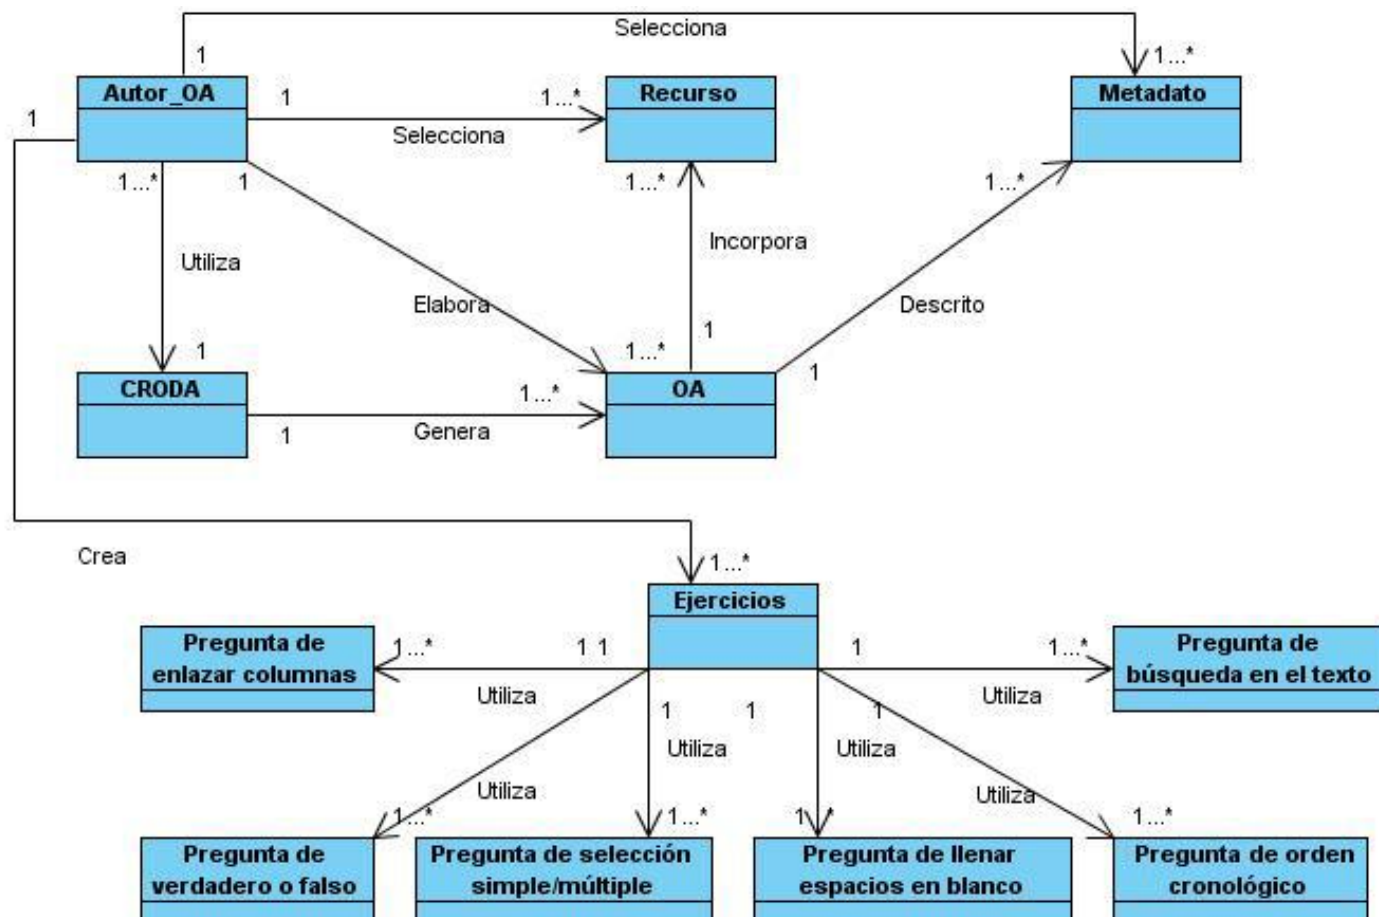 Selecciona
1
1...*
Autor_OA
Recurso
Metadato
1
1
1...*
Selecciona
1...*
1
1...*
1...*
Utiliza
Incorpora
Elabora
Descrito
1
1...*
1
1
CRODA
OA
1...*
1
Genera
Crea
1...*
Ejercicios
Pregunta de
enlazar columnas
1...*
1 1
1
1...*
Pregunta de
búsqueda en el texto
Utiliza
Utiliza
1
1
1
Utiliza
Utiliza
Utiliza
Utiliza
1...*
1...*
1 *
1...*
Pregunta de
verdadero o falso
Pregunta de selección
simple/múltiple
Pregunta de llenar
espacios en blanco
Pregunta de orden
cronológico